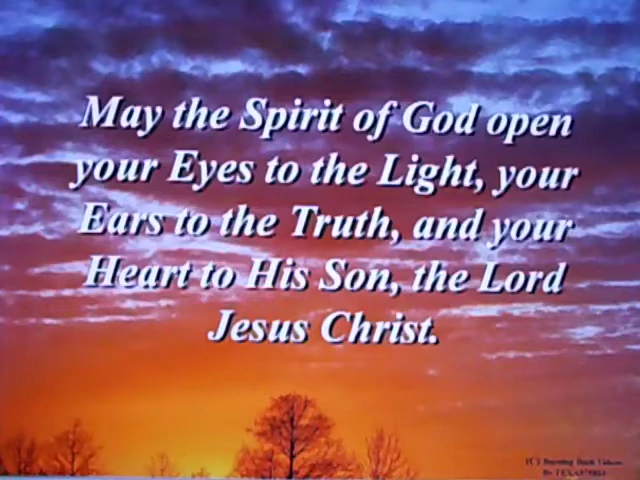 May the Spirit of God open
your Eyes to the Light, your
Ears to the Truth, and your
Heart to His Son, the Lord
Jesus Christ.